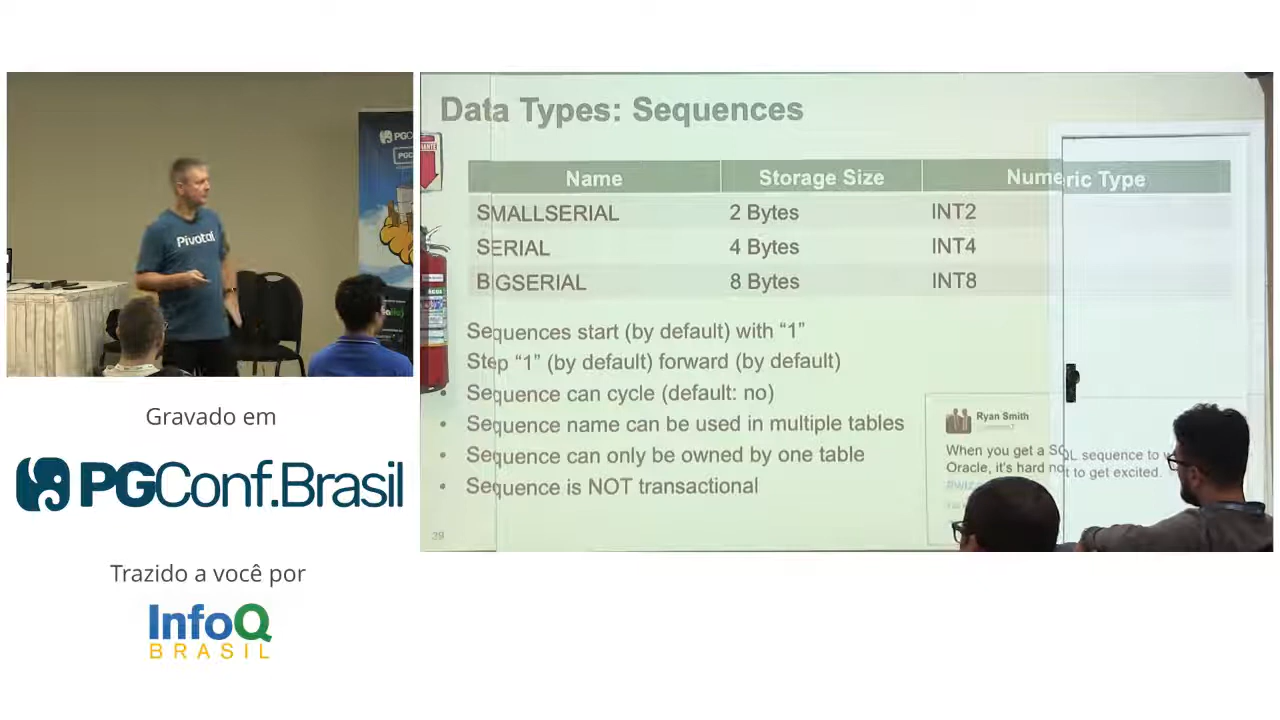 Pivotal
Gravado em
PGConf.Brasil
Trazido a você por
InfoQ
BRASIL
Data Types: Sequences
Name Storage Size Numeric Type
SMALLSERIAL 2 Bytes INT2
SERIAL 4 Bytes INT4
BIGSERIAL 8 Bytes INT8
Sequences start (by default) with “1”
Step “1” (by default) forward (by default)
• Sequence can cycle (default: no)
• Sequence name can be used in multiple tables
• Sequence can only be owned by one table
• Sequence is NOT transactional
Ryan Smith
When you get a SQL sequence to
Oracle, it's hard not to get excited.
29